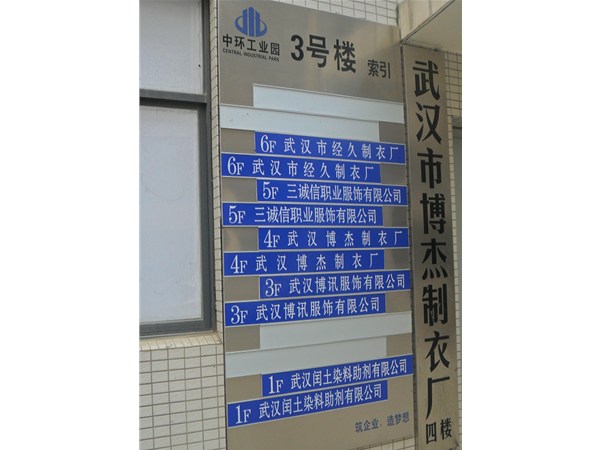 中环工业园
CENTRAL INDUSTRIAL PARK
3号楼 索引
6F 武汉市经久制衣厂
6F 武汉市经久制衣厂
5F 三诚信职业服饰有限公司
5F 三诚信职业服饰有限公司
4F 武汉博杰制衣厂
4F 武汉博杰制衣厂
3F 武汉博讯服饰有限公司
3F 武汉博讯服饰有限公司
1F 武汉闰土染料助剂有限公司
1F 武汉闰土染料助剂有限公司
筑企业,造梦想
武汉市博杰制衣厂
四楼